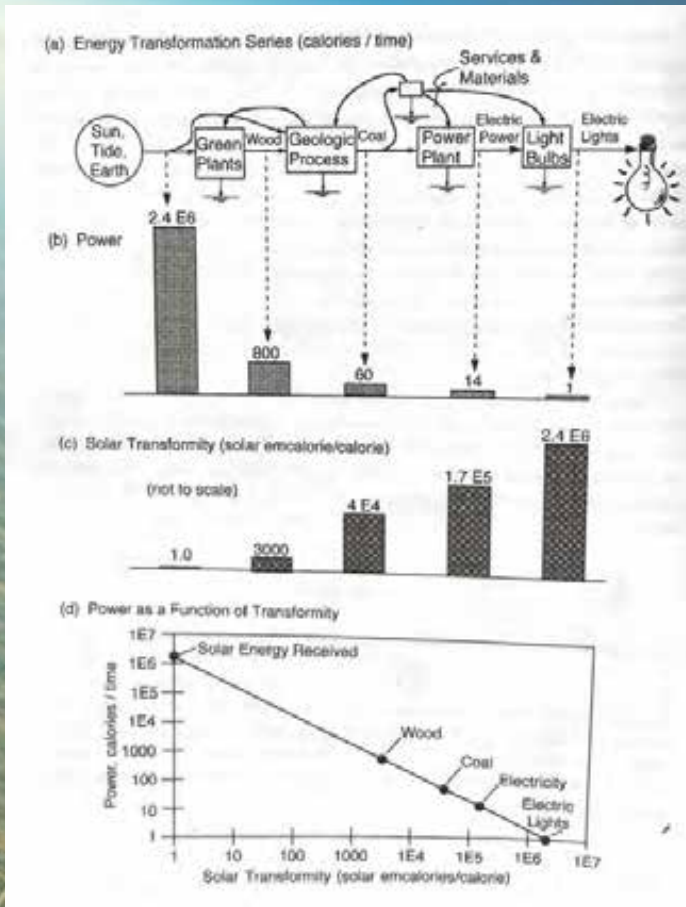 (a) Energy Transformation Series (calories / time)
Services &
Materials
Sun,
Tide,
Earth
Green
Plants
Wood
Geologic
Process
Coal
Power
Plant
Electric
Power
Light
Bulbs
Electric
Lights
(b) Power
2.4 E6
800
60
14
1
(c) Solar Transformity (solar emcalorie/calorie)
(not to scale)
1.0
3000
4 E4
1.7 E5
2.4 E6
(d) Power as a Function of Transformity
Power, calories / time
1E7
1E6
1E5
1E4
1000
100
10
1
Solar Energy Received
Wood
Coal
Electricity
Electric
Lights
1
10
100
1000
1E4
1E5
1E6
1E7
Solar Transformity (solar emcalories/calorie)